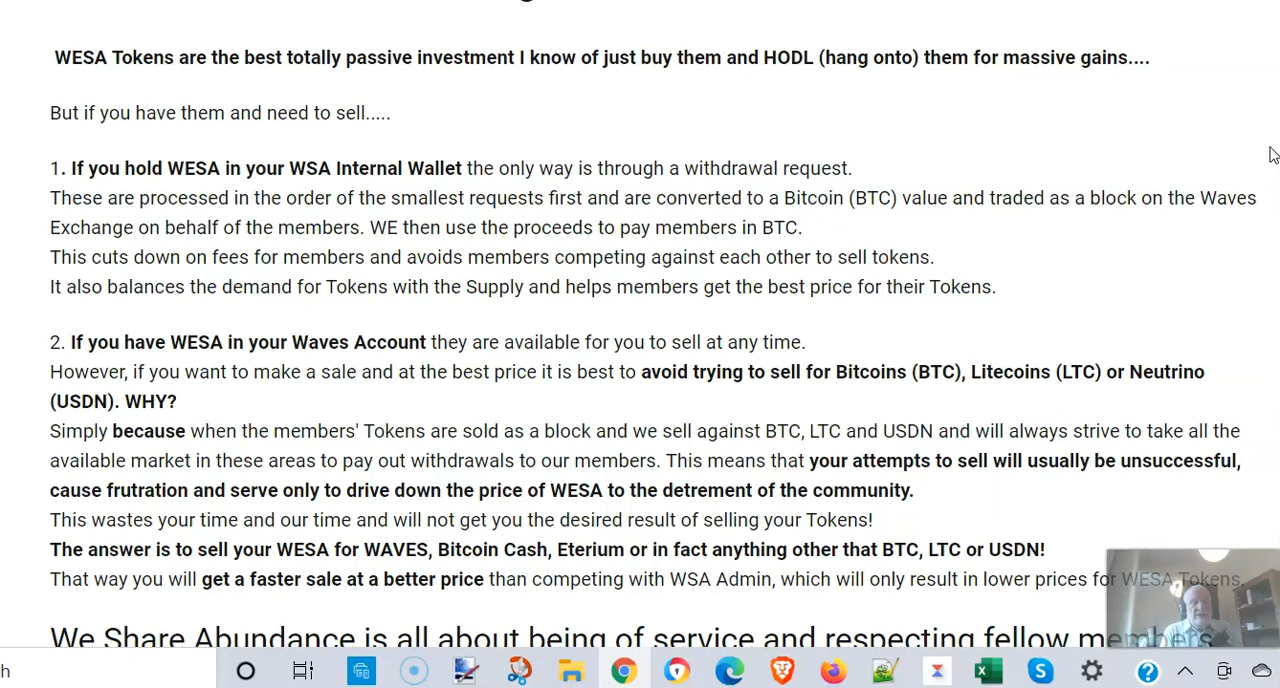 WESA Tokens are the best totally passive investment I know of just buy them and HODL (hang onto) them for massive gains....
But if you have them and need to sell.....
1. If you hold WESA in your WSA Internal Wallet the only way is through a withdrawal request.
These are processed in the order of the smallest requests first and are converted to a Bitcoin (BTC) value and traded as a block on the Waves
Exchange on behalf of the members. WE then use the proceeds to pay members in BTC.
This cuts down on fees for members and avoids members competing against each other to sell tokens.
It also balances the demand for Tokens with the Supply and helps members get the best price for their Tokens.
2. If you have WESA in your Waves Account they are available for you to sell at any time.
However, if you want to make a sale and at the best price it is best to avoid trying to sell for Bitcoins (BTC), Litecoins (LTC) or Neutrino
(USDN). WHY?
Simply because when the members' Tokens are sold as a block and we sell against BTC, LTC and USDN and will always strive to take all the
available market in these areas to pay out withdrawals to our members. This means that your attempts to sell will usually be unsuccessful,
cause frutration and serve only to drive down the price of WESA to the detrement of the community.
This wastes your time and our time and will not get you the desired result of selling your Tokens!
The answer is to sell your WESA for WAVES, Bitcoin Cash, Eterium or in fact anything other that BTC, LTC or USDN!
That way you will get a faster sale at a better price than competing with WSA Admin, which will only result in lower prices for WESA Tokens.
We Share Abundance is all about being of service and respecting fellow members
h